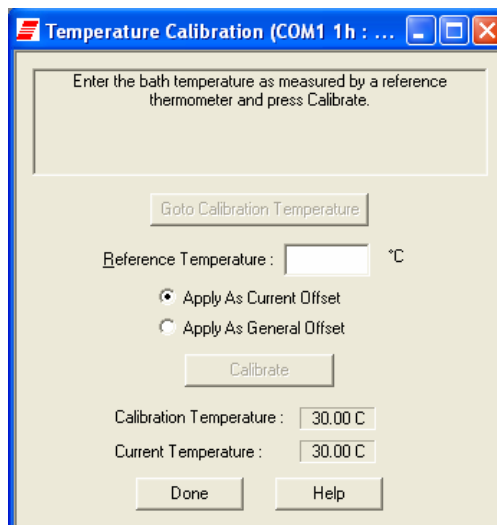 Temperature Calibration (COM1 1h : ...
Enter the bath temperature as measured by a reference
thermometer and press Calibrate.
Goto Calibration Temperature
Reference Temperature : °C
Apply As Current Offset
Apply As General Offset
Calibrate
Calibration Temperature : 30.00 C
Current Temperature : 30.00 C
Done Help